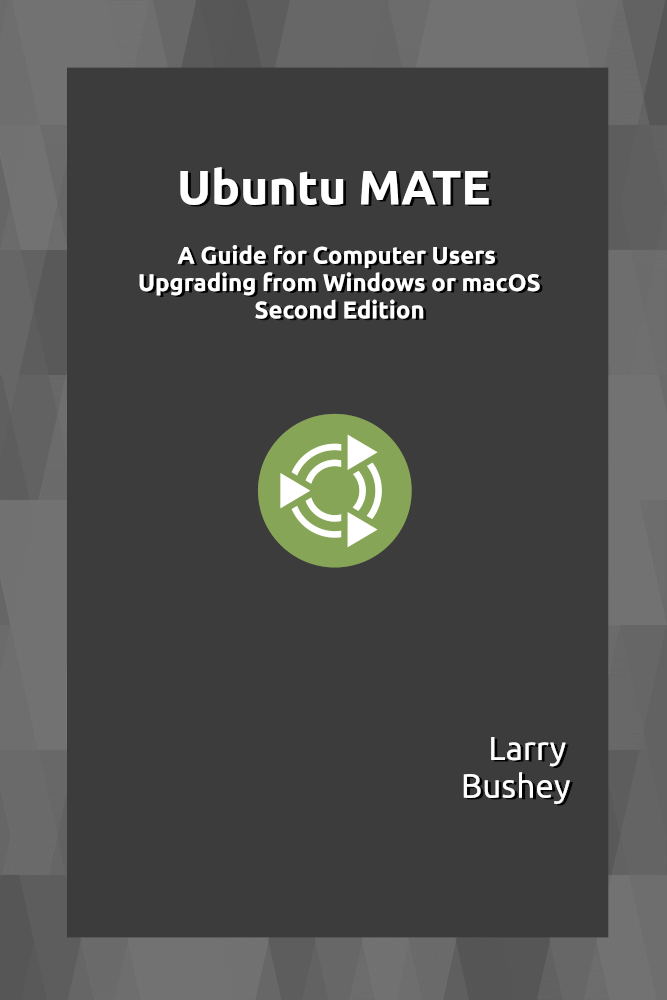 Ubuntu MATE
A Guide for Computer Users
Upgrading from Windows or macOS
Second Edition
Larry
Bushey